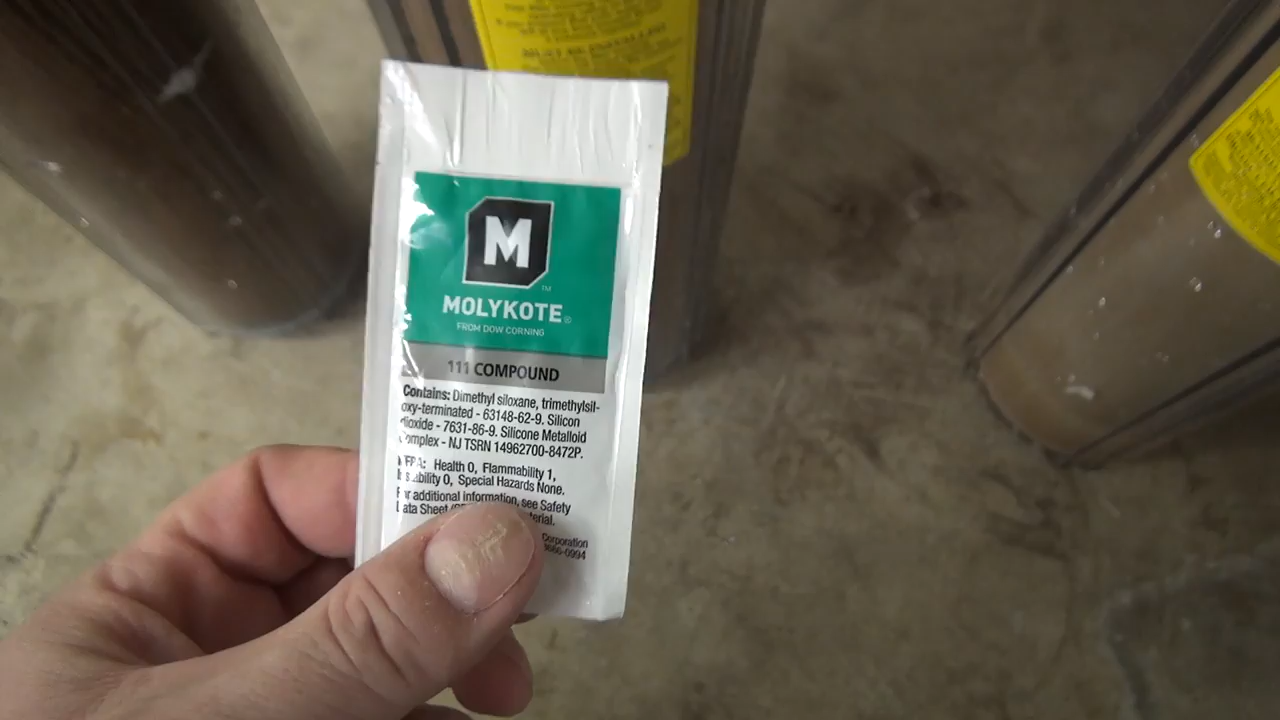 M
TM
MOLYKOTE®
FROM DOW CORNING
111 COMPOUND
Contains: Dimethyl siloxane, trimethylsil-
oxy-terminated - 63148-62-9. Silicon
dioxide - 7631-86-9. Silicone Metalloid
Complex - NJ TSRN 14962700-8472P.
NFPA: Health 0, Flammability 1,
Instability 0, Special Hazards None.
For additional information, see Safety
Data Sheet
Corporation